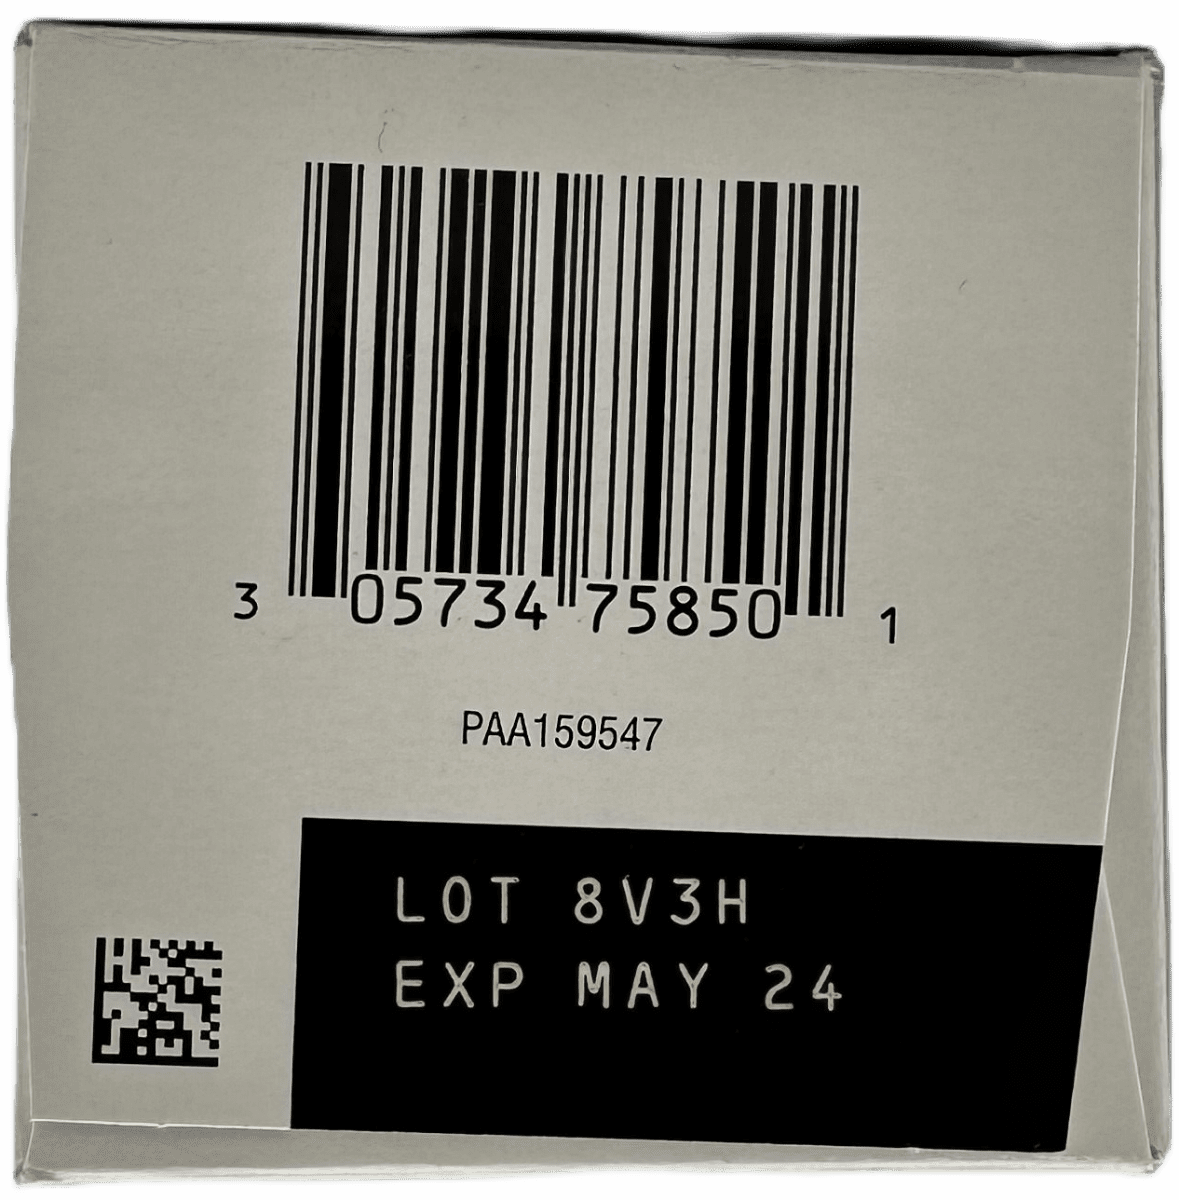 3 05734 75850 1
PAA159547
LOT 8V3H
EXP MAY 24